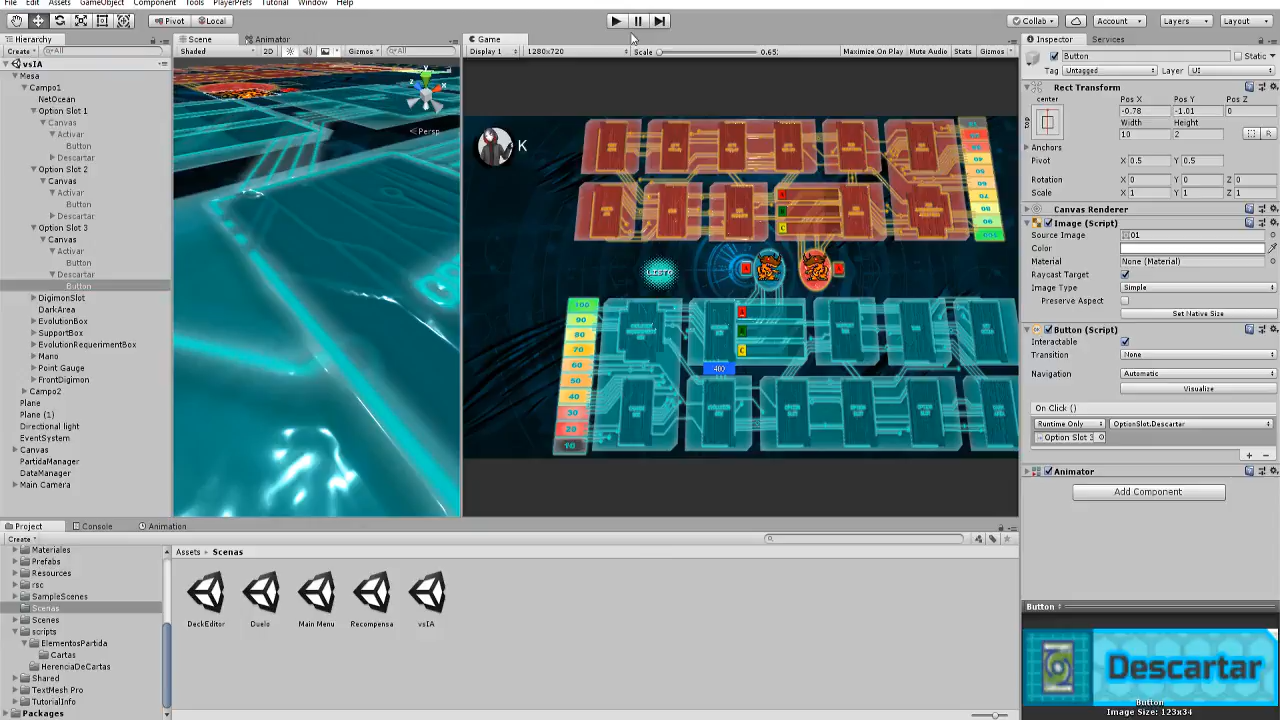 File Edit Assets GameObject Component Tools PlayerPrefs Tutorial Window Help
Pivot Local Collab Account Layers Layout
Hierarchy
Create All
vsIA
Mesa
Campo1
NetOcean
Option Slot 1
Canvas
Activar
Button
Descartar
Option Slot 2
Canvas
Activar
Button
Descartar
Option Slot 3
Canvas
Activar
Button
Descartar
Button
DigimonSlot
DarkArea
EvolutionBox
SupportBox
EvolutionRequerimentBox
Mano
Point Gauge
FrontDigimon
Campo2
Plane
Plane (1)
Directional light
EventSystem
Canvas
PartidaManager
DataManager
Main Camera
Scene Animator
Shaded 2D Gizmos All
y
x
z
Persp
Game
Display 1 1280x720 Scale 0,65: Maximize On Play Mute Audio Stats Gizmos
K
LISTO
100
90
80
70
60
50
40
30
20
10
400
A
C
Inspector Services
Button Static
Tag Untagged Layer UI
Rect Transform
center Pos X Pos Y Pos Z
top -0.78 -1.01 0
Width Height
10 2 R
Anchors
Pivot X 0.5 Y 0.5
Rotation X 0 Y 0 Z 0
Scale X 1 Y 1 Z 1
Canvas Renderer
Image (Script)
Source Image 01
Color
Material None (Material)
Raycast Target
Image Type Simple
Preserve Aspect
Set Native Size
Button (Script)
Interactable
Transition None
Navigation Automatic
Visualize
On Click ()
Runtime Only OptionSlot.Descartar
Option Slot 3
Animator
Add Component
Project Console Animation
Create
Materiales
Prefabs
Resources
rsc
SampleScenes
Scenas
Scenes
scripts
ElementosPartida
Cartas
HerenciaDeCartas
Shared
TextMesh Pro
TutorialInfo
Packages
Assets Scenas
DeckEditor Duelo Main Menu Recompensa vsIA
Button
Descartar
Button
Image Size: 123x34